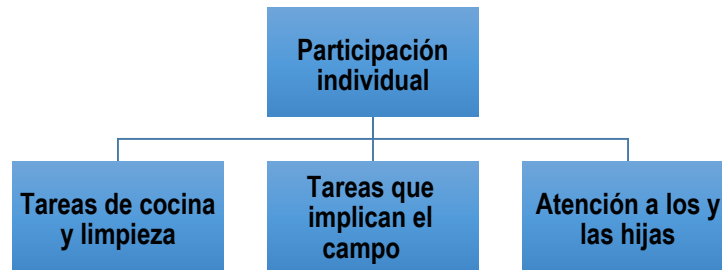 Participación
individual
Tareas de cocina
y limpieza
Tareas que
implican el
campo
Atención a los y
las hijas